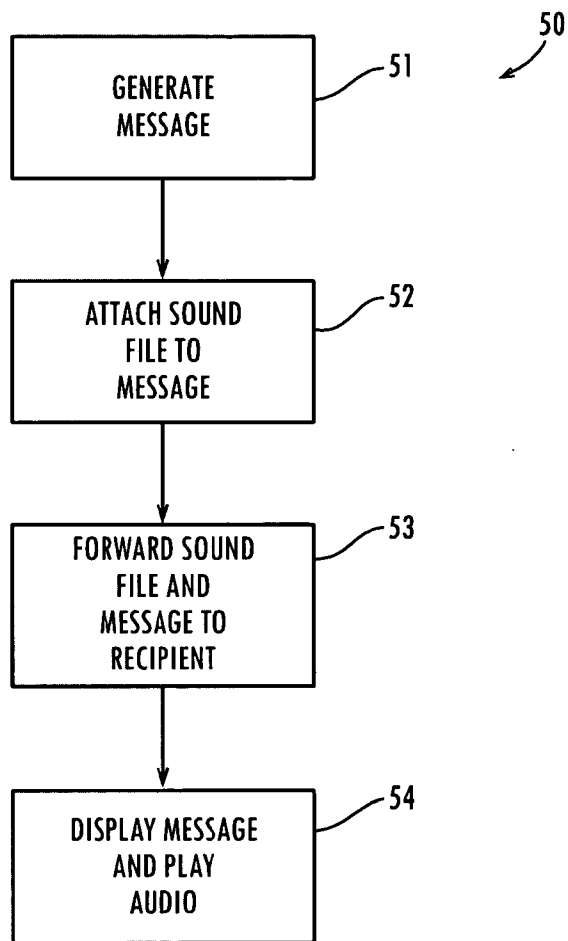 50
GENERATE
MESSAGE
51
ATTACH SOUND
FILE TO
MESSAGE
52
FORWARD SOUND
FILE AND
MESSAGE TO
RECIPIENT
53
DISPLAY MESSAGE
AND PLAY
AUDIO
54